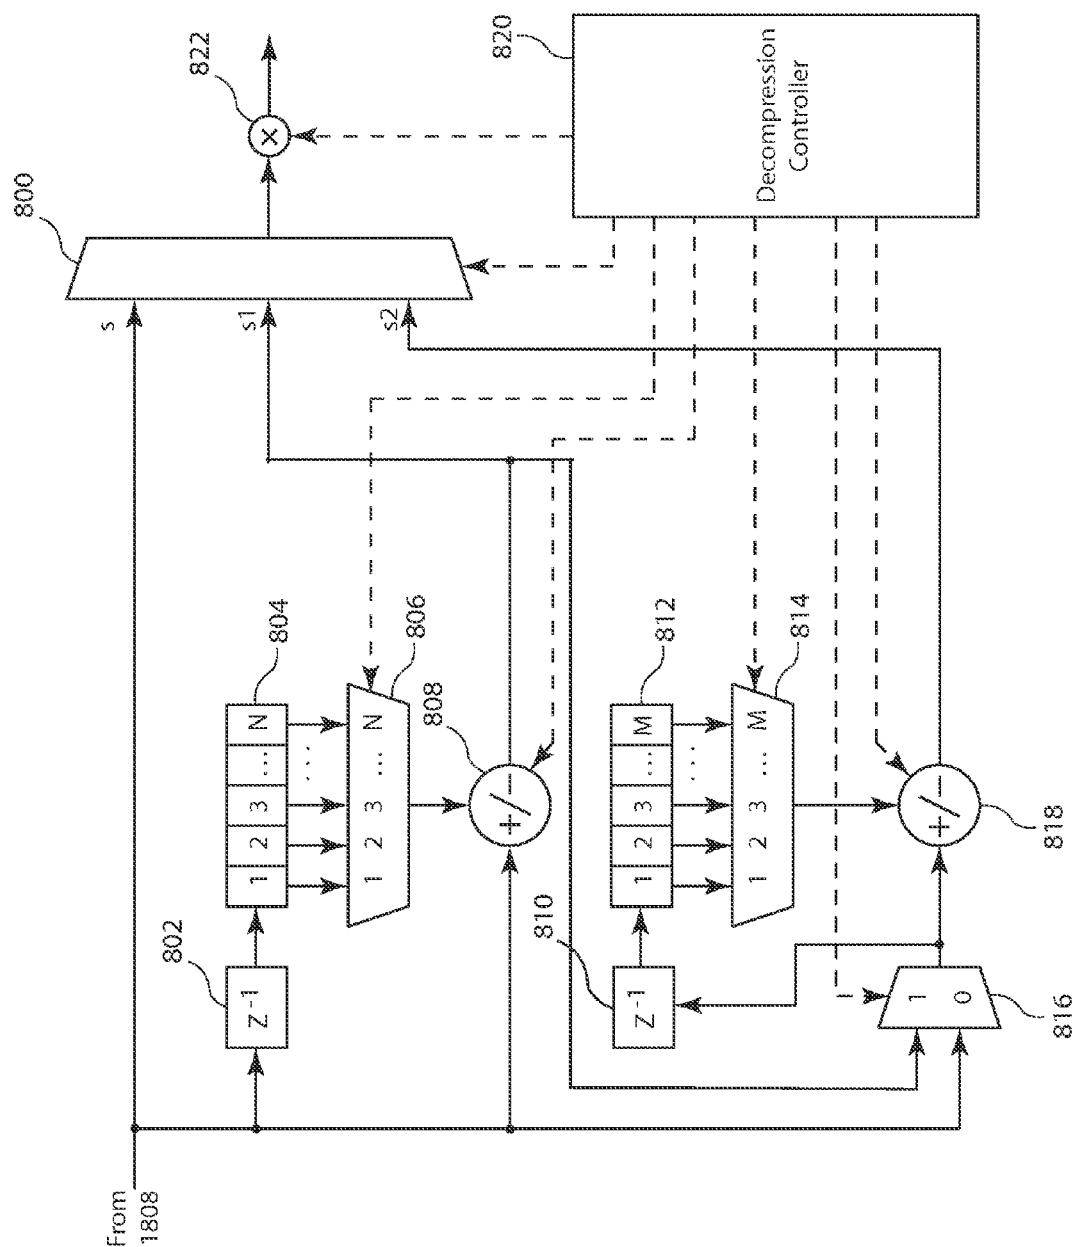 800
822
820
Decompression
Controller
s
s1
s2
804
1 2 3 ... N
...
806
1 2 3 ... N
802
Z⁻¹
808
+/−
812
1 2 3 ... M
...
814
1 2 3 ... M
810
Z⁻¹
818
+/−
816
1
0
×
From
1808